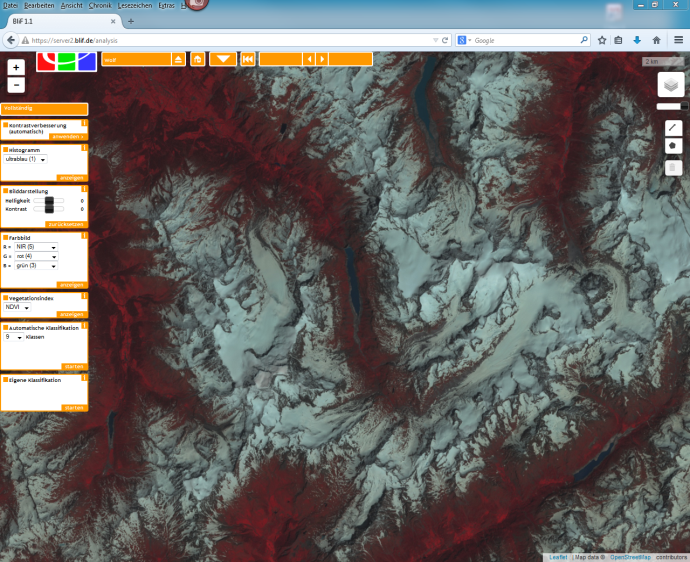 Datei Bearbeiten Ansicht Chronik Lesezeichen Extras
BliF 1.1
https://server2.blif.de/analysis
Google
2 km
+
−
Vollständig
Kontrastverbesserung
(automatisch)
anwenden >
Histogramm
ultrablau (1)
anzeigen
Bilddarstellung
Helligkeit 0
Kontrast 0
zurücksetzen
Farbbild
R = NIR (5)
G = rot (4)
B = grün (3)
anzeigen
Vegetationsindex
NDVI
anzeigen
Automatische Klassifikation
9 Klassen
starten
Eigene Klassifikation
starten
Leaflet | Map data © OpenStreetMap contributors